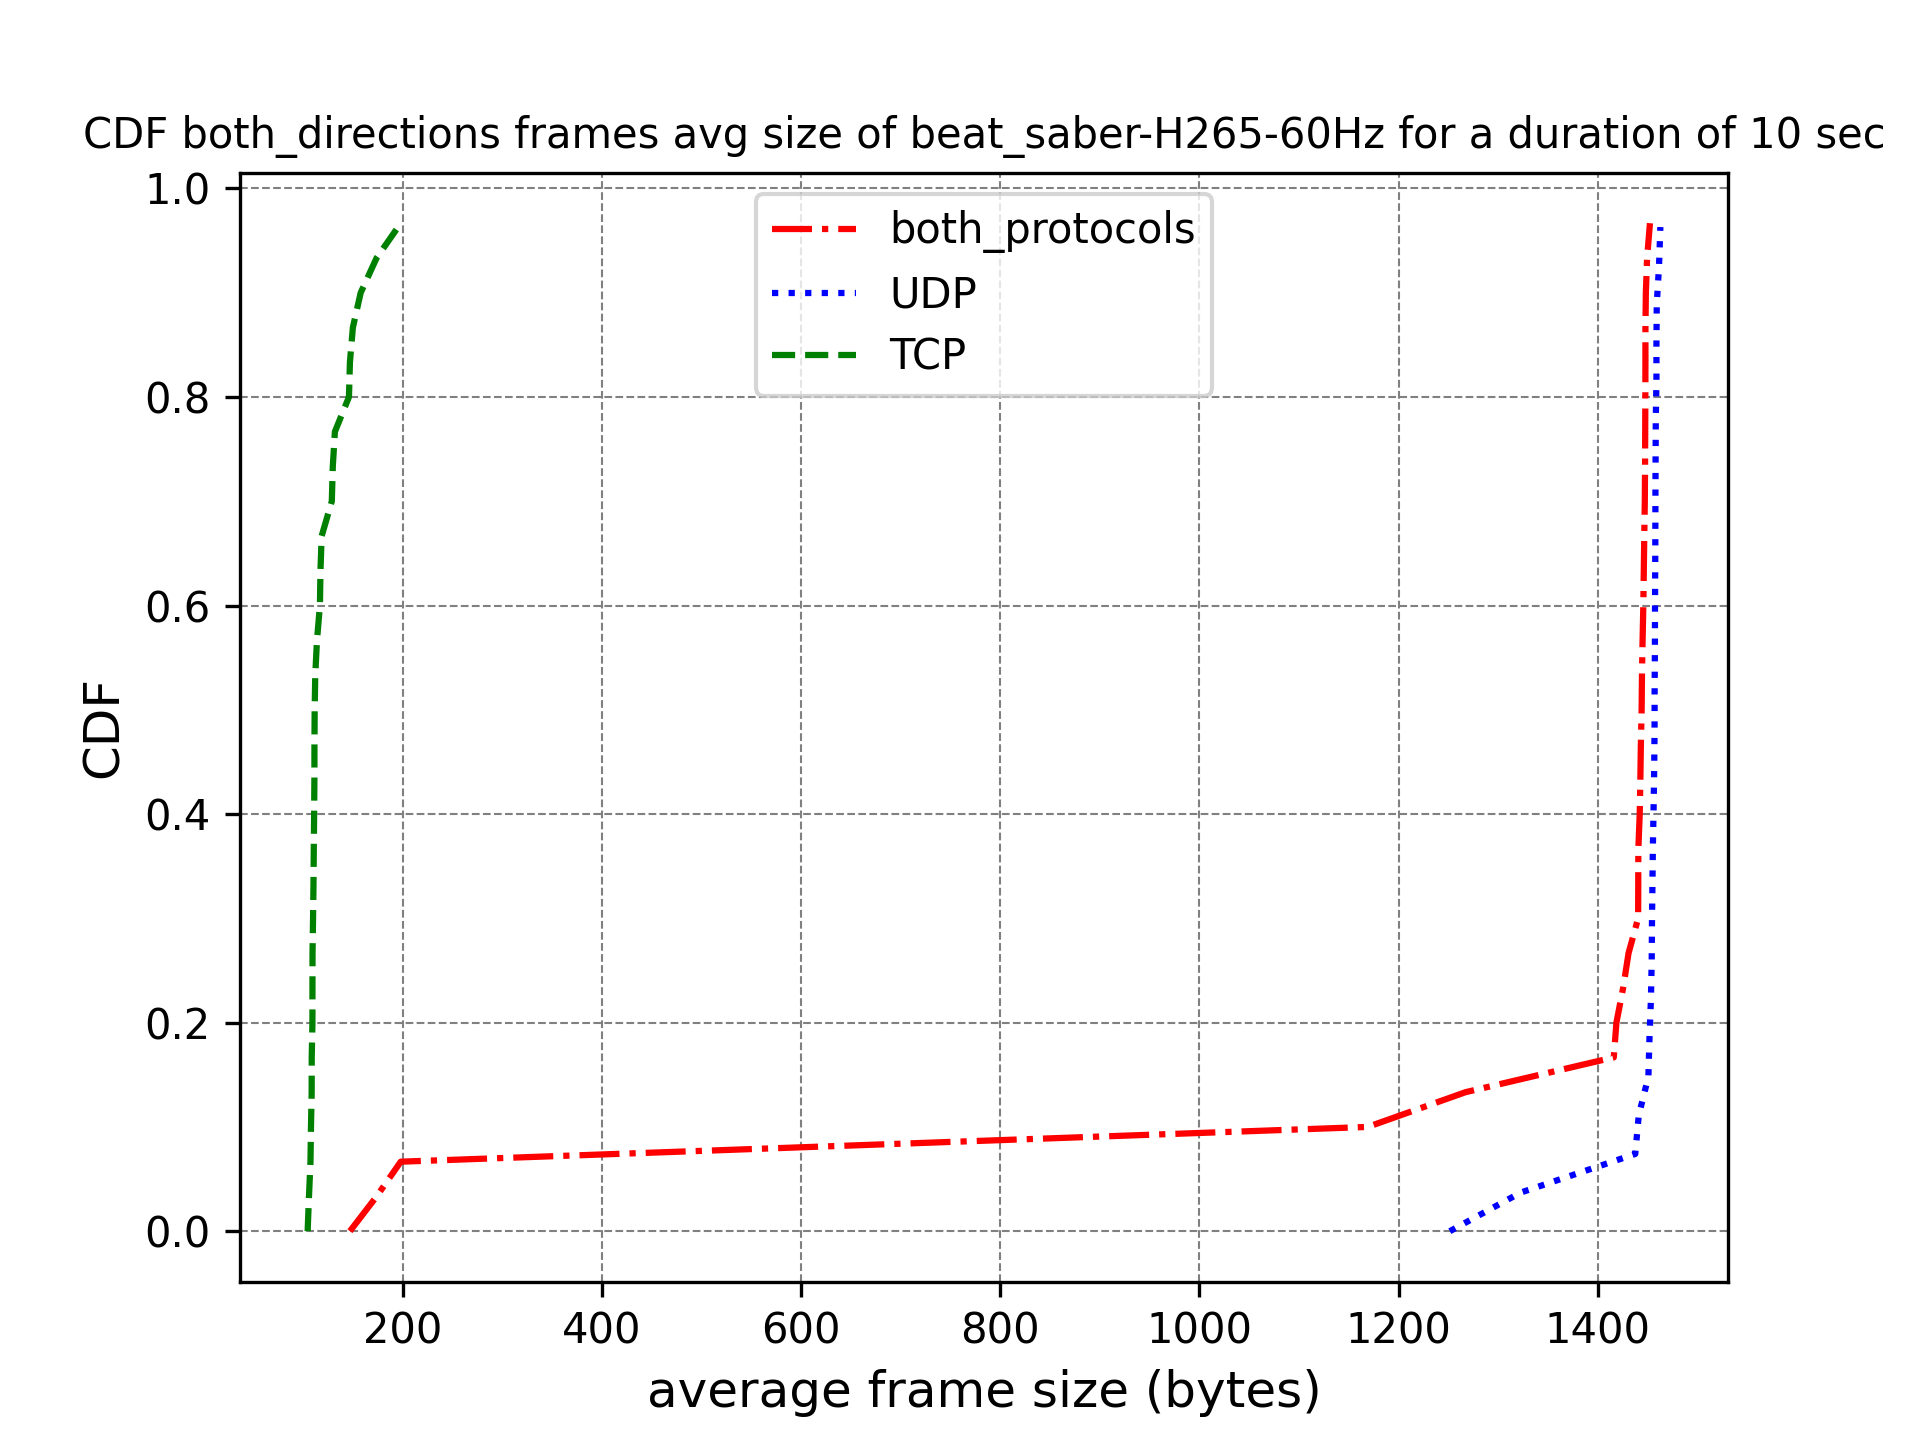 CDF both_directions frames avg size of beat_saber-H265-60Hz for a duration of 10 sec
1.0
0.8
0.6
0.4
0.2
0.0
CDF
both_protocols
UDP
TCP
200 400 600 800 1000 1200 1400
average frame size (bytes)